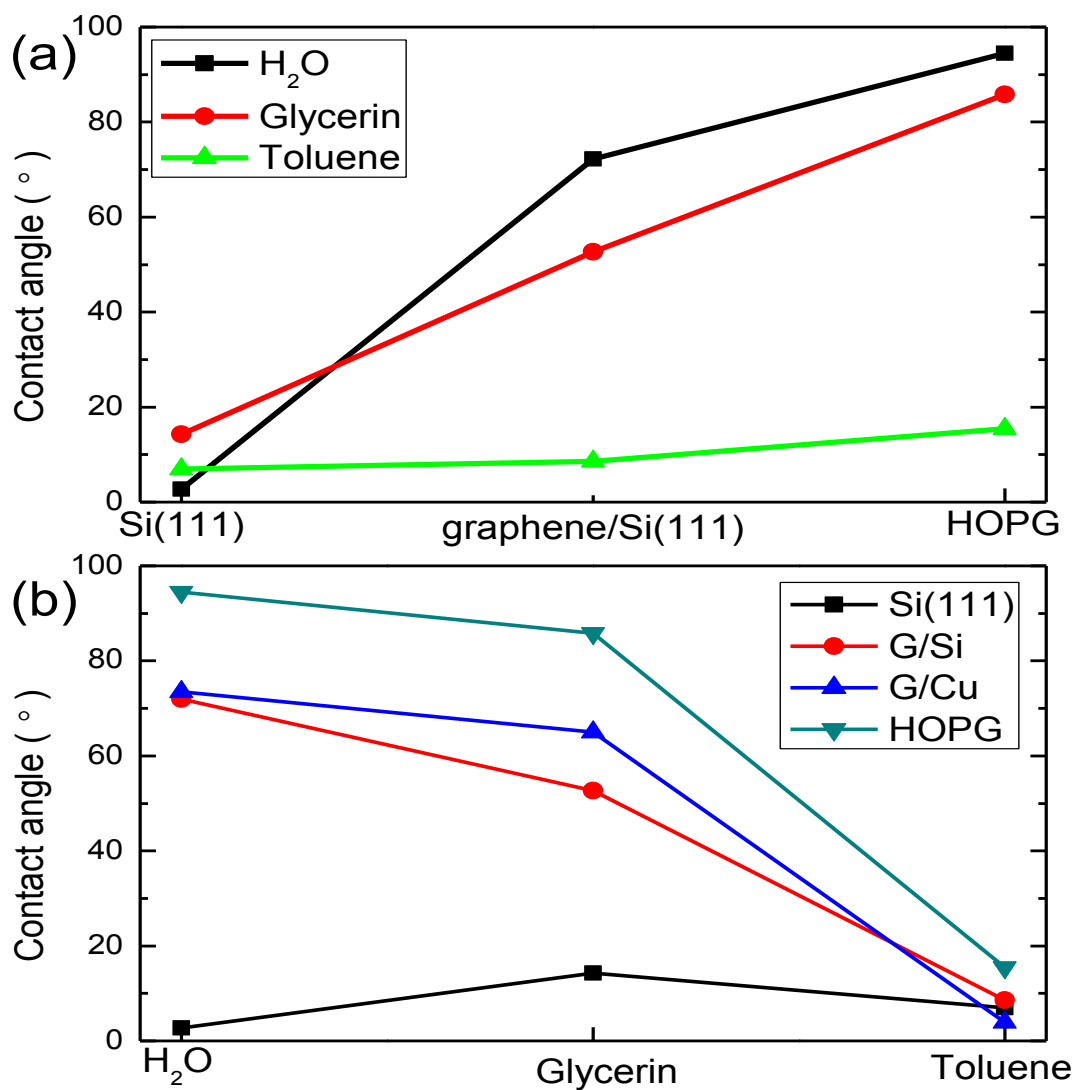 (a)
H₂O
Glycerin
Toluene
Contact angle (°)
100
80
60
40
20
0
Si(111)
graphene/Si(111)
HOPG
(b)
Si(111)
G/Si
G/Cu
HOPG
Contact angle (°)
100
80
60
40
20
0
H₂O
Glycerin
Toluene